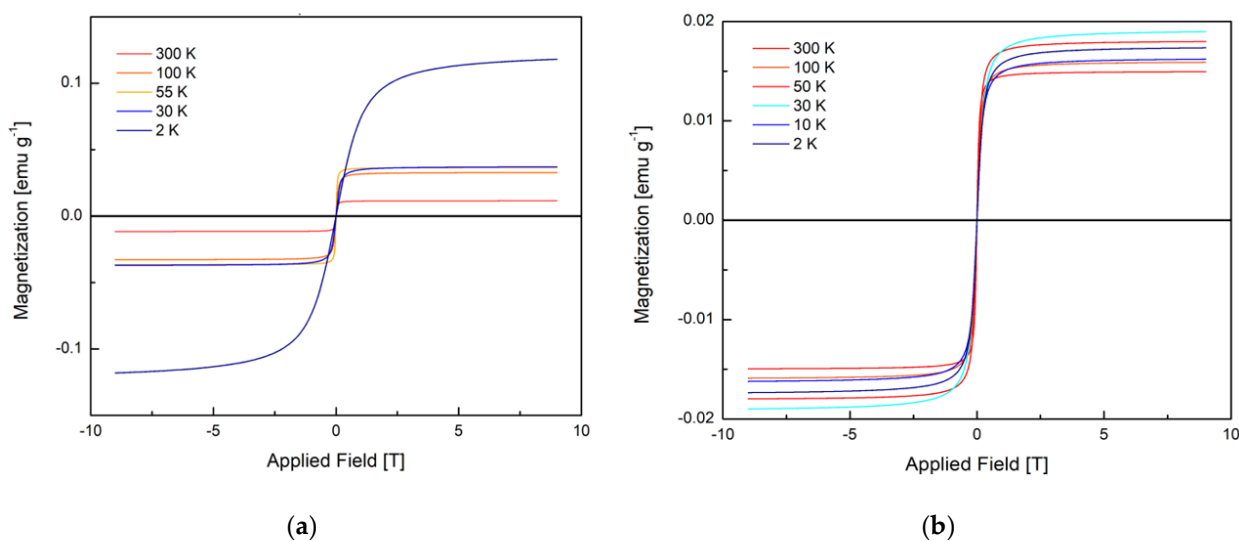 0.1
0.0
-0.1
Magnetization [emu g⁻¹]
300 K
100 K
55 K
30 K
2 K
-10
-5
0
5
10
Applied Field [T]
(a)
0.02
0.01
0.00
-0.01
-0.02
Magnetization [emu g⁻¹]
300 K
100 K
50 K
30 K
10 K
2 K
-10
-5
0
5
10
Applied Field [T]
(b)